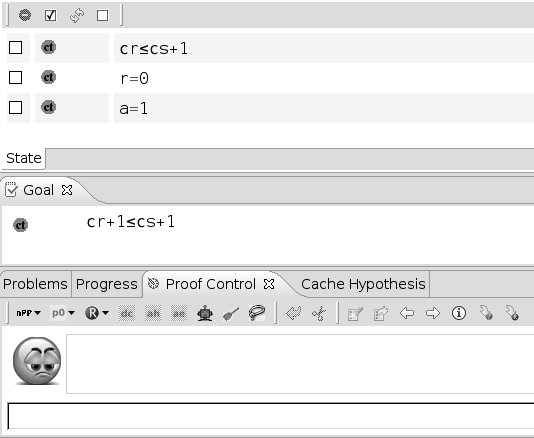 ct cr≤cs+1
ct r=0
ct a=1
State
Goal
ct cr+1≤cs+1
Problems Progress Proof Control Cache Hypothesis
nPP p0 R dc ah ae